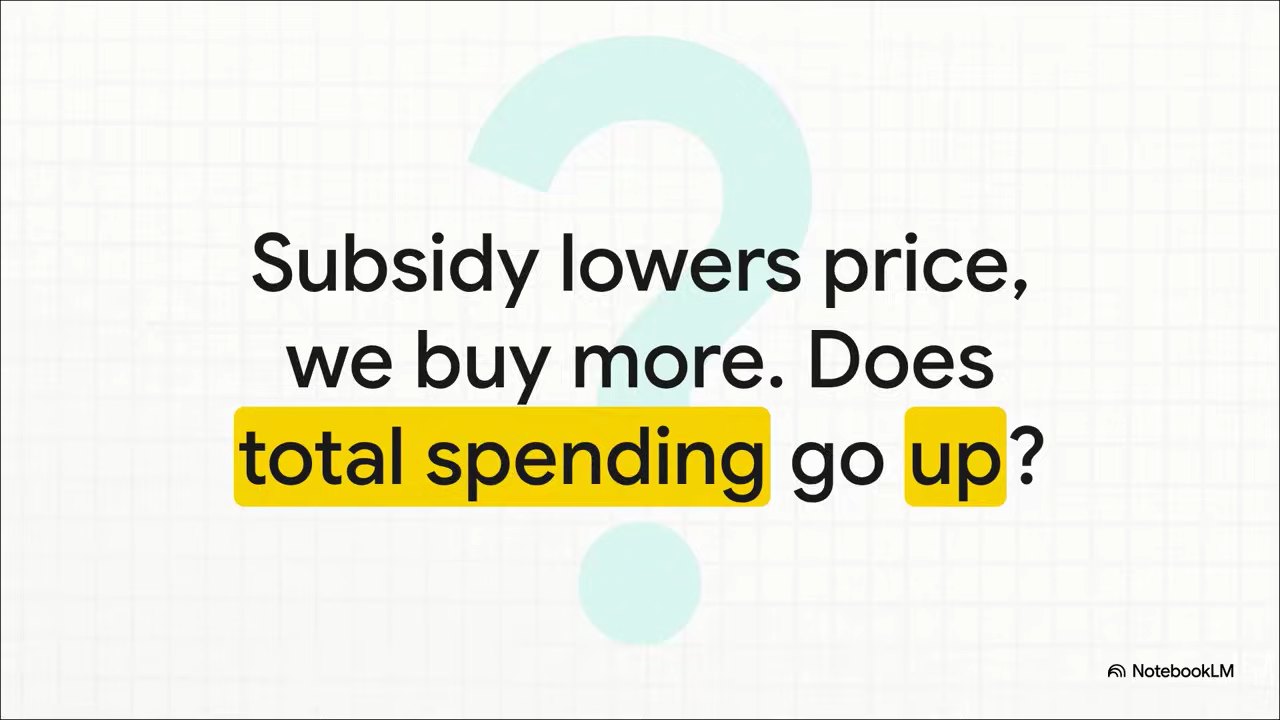 Subsidy lowers price,
we buy more. Does
total spending go up?
NotebookLM